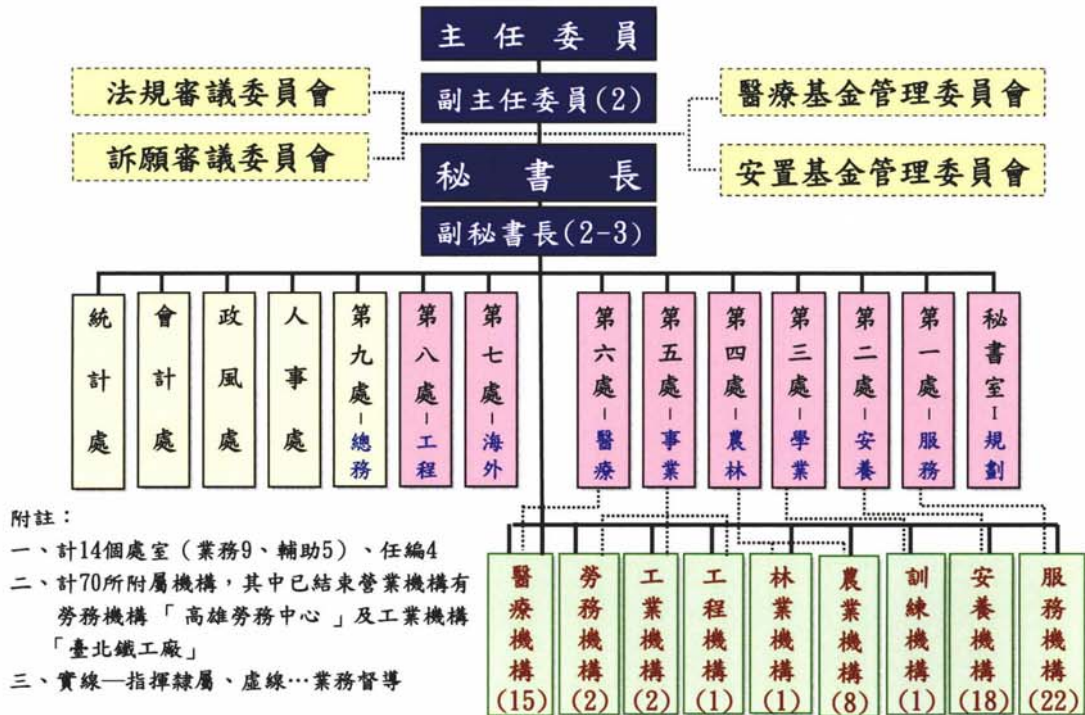 主任委員
副主任委員(2)
法規審議委員會
醫療基金管理委員會
訴願審議委員會
安置基金管理委員會
秘書長
副秘書長(2-3)
統計處
會計處
政風處
人事處
第九處-總務
第八處-工程
第七處-海外
第六處-醫療
第五處-事業
第四處-農林
第三處-學業
第二處-安養
第一處-服務
秘書室-規劃
附註：
一、計14個處室（業務9、輔助5）、任編4
二、計70所附屬機構，其中已結束營業機構有
勞務機構「高雄勞務中心」及工業機構
「臺北鐵工廠」
三、實線—指揮隸屬、虛線…業務督導
醫療機構(15)
勞務機構(2)
工業機構(2)
工程機構(1)
林業機構(1)
農業機構(8)
訓練機構(1)
安養機構(18)
服務機構(22)